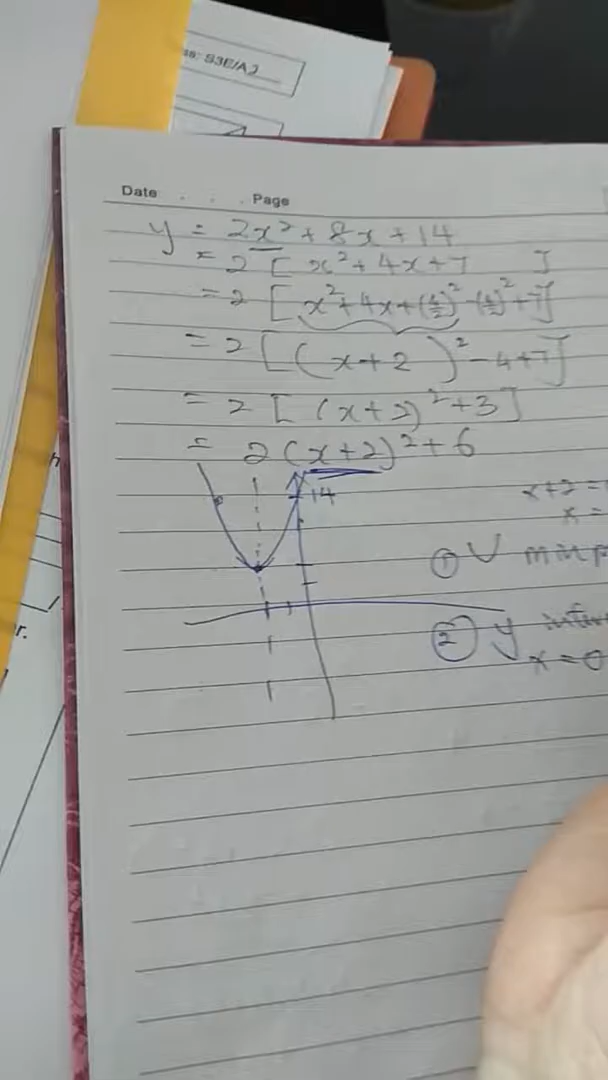 S3E/A2
Date . . . Page
y = 2x² + 8x + 14
= 2 [ x² + 4x + 7 ]
= 2 [ x² + 4x + (4/2)² - (4/2)² + 7]
= 2 [ (x+2)² - 4 + 7]
= 2 [ (x+2)² + 3 ]
= 2 (x+2)² + 6
14
x+2 =
x =
① ∪ min p
② y
x = 0
r.